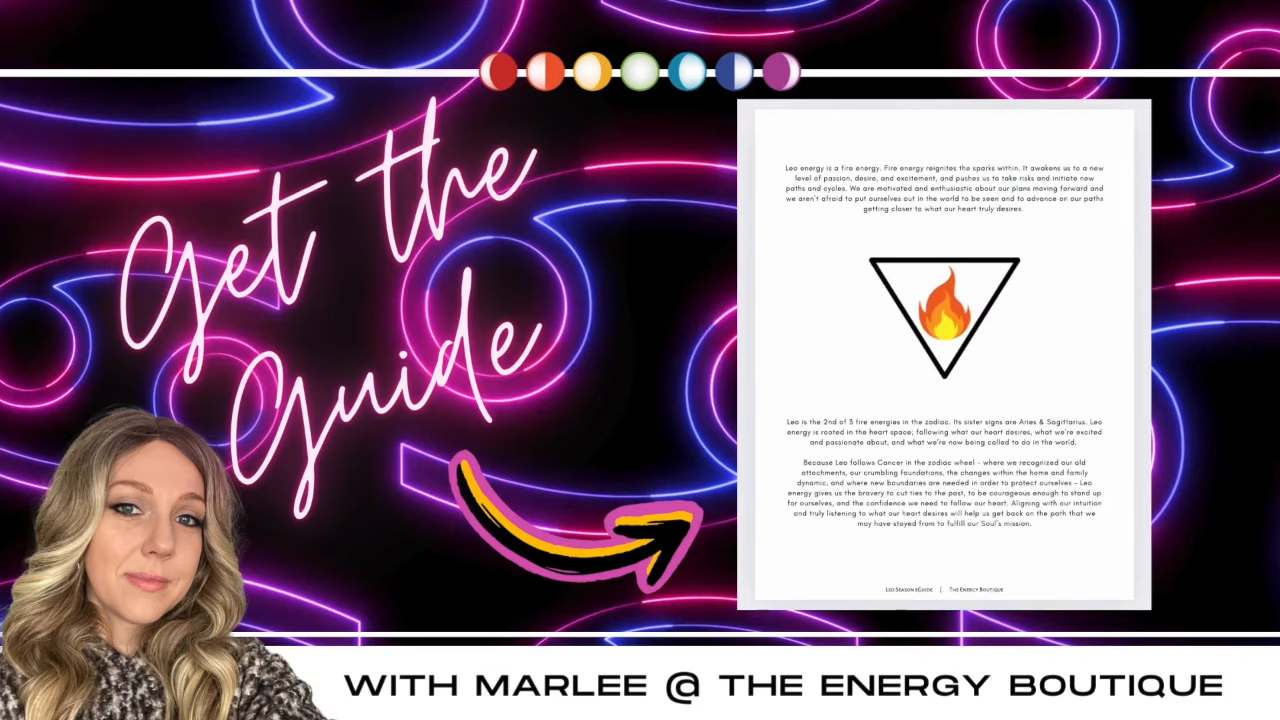 Get the
Guide
Leo energy is a fire energy. Fire energy reignites the sparks within. It awakens us to a new
level of passion, desire, and excitement, and pushes us to take risks and initiate new
paths and cycles. We are motivated and enthusiastic about our plans moving forward and
we aren't afraid to put ourselves out in the world to be seen and to advance on our paths
getting closer to what our heart truly desires.
Leo is the 2nd of 3 fire energies in the zodiac. Its sister signs are Aries & Sagittarius. Leo
energy is rooted in the heart space; following what our heart desires, what we're excited
and passionate about, and what we're now being called to do in the world.
Because Leo follows Cancer in the zodiac wheel - where we recognized our old
attachments, our crumbling foundations, the changes within the home and family
dynamic, and where new boundaries are needed in order to protect ourselves - Leo
energy gives us the bravery to cut ties to the past, to be courageous enough to stand up
for ourselves, and the confidence we need to follow our heart. Aligning with our intuition
and truly listening to what our heart desires will help us get back on the path that we
may have stayed from to fulfill our Soul's mission.
Leo Season eGuide | The Energy Boutique
WITH MARLEE @ THE ENERGY BOUTIQUE